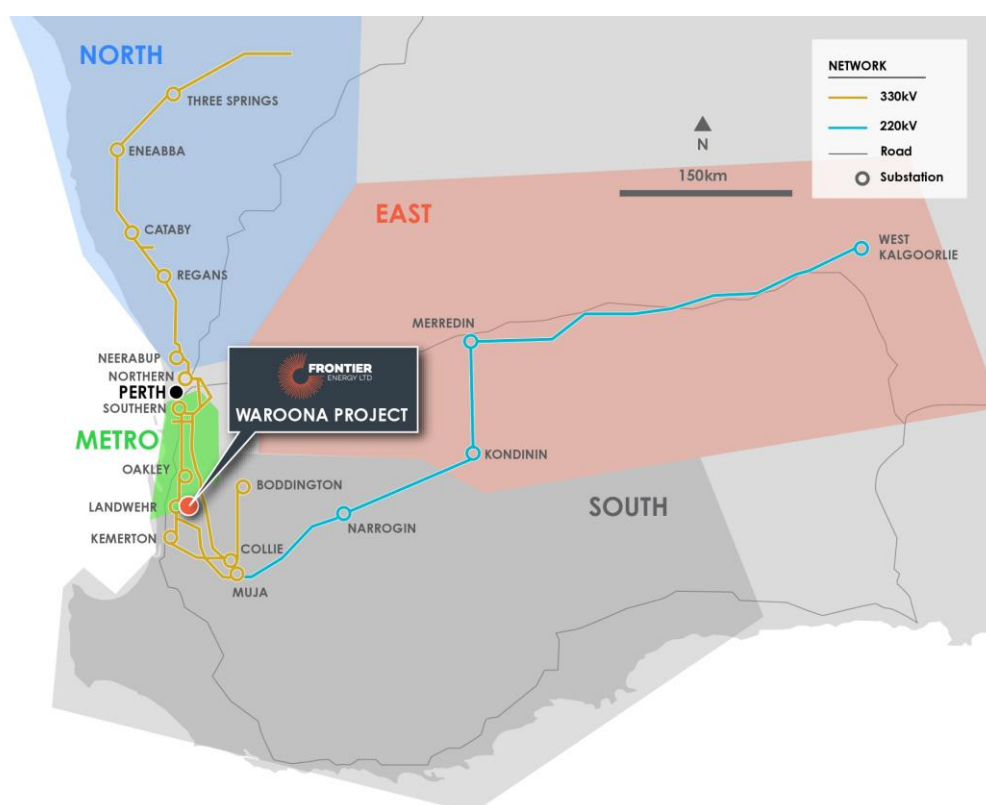 NORTH
THREE SPRINGS
ENEABBA
CATABY
REGANS
NEERABUP
NORTHERN
PERTH
SOUTHERN
METRO
OAKLEY
LANDWEHR
KEMERTON
BODDINGTON
COLLIE
MUJA
FRONTIER
ENERGY LTD
WAROONA PROJECT
EAST
MERREDIN
KONDININ
NARROGIN
SOUTH
WEST
KALGOORLIE
N
150km
NETWORK
330kV
220kV
Road
Substation